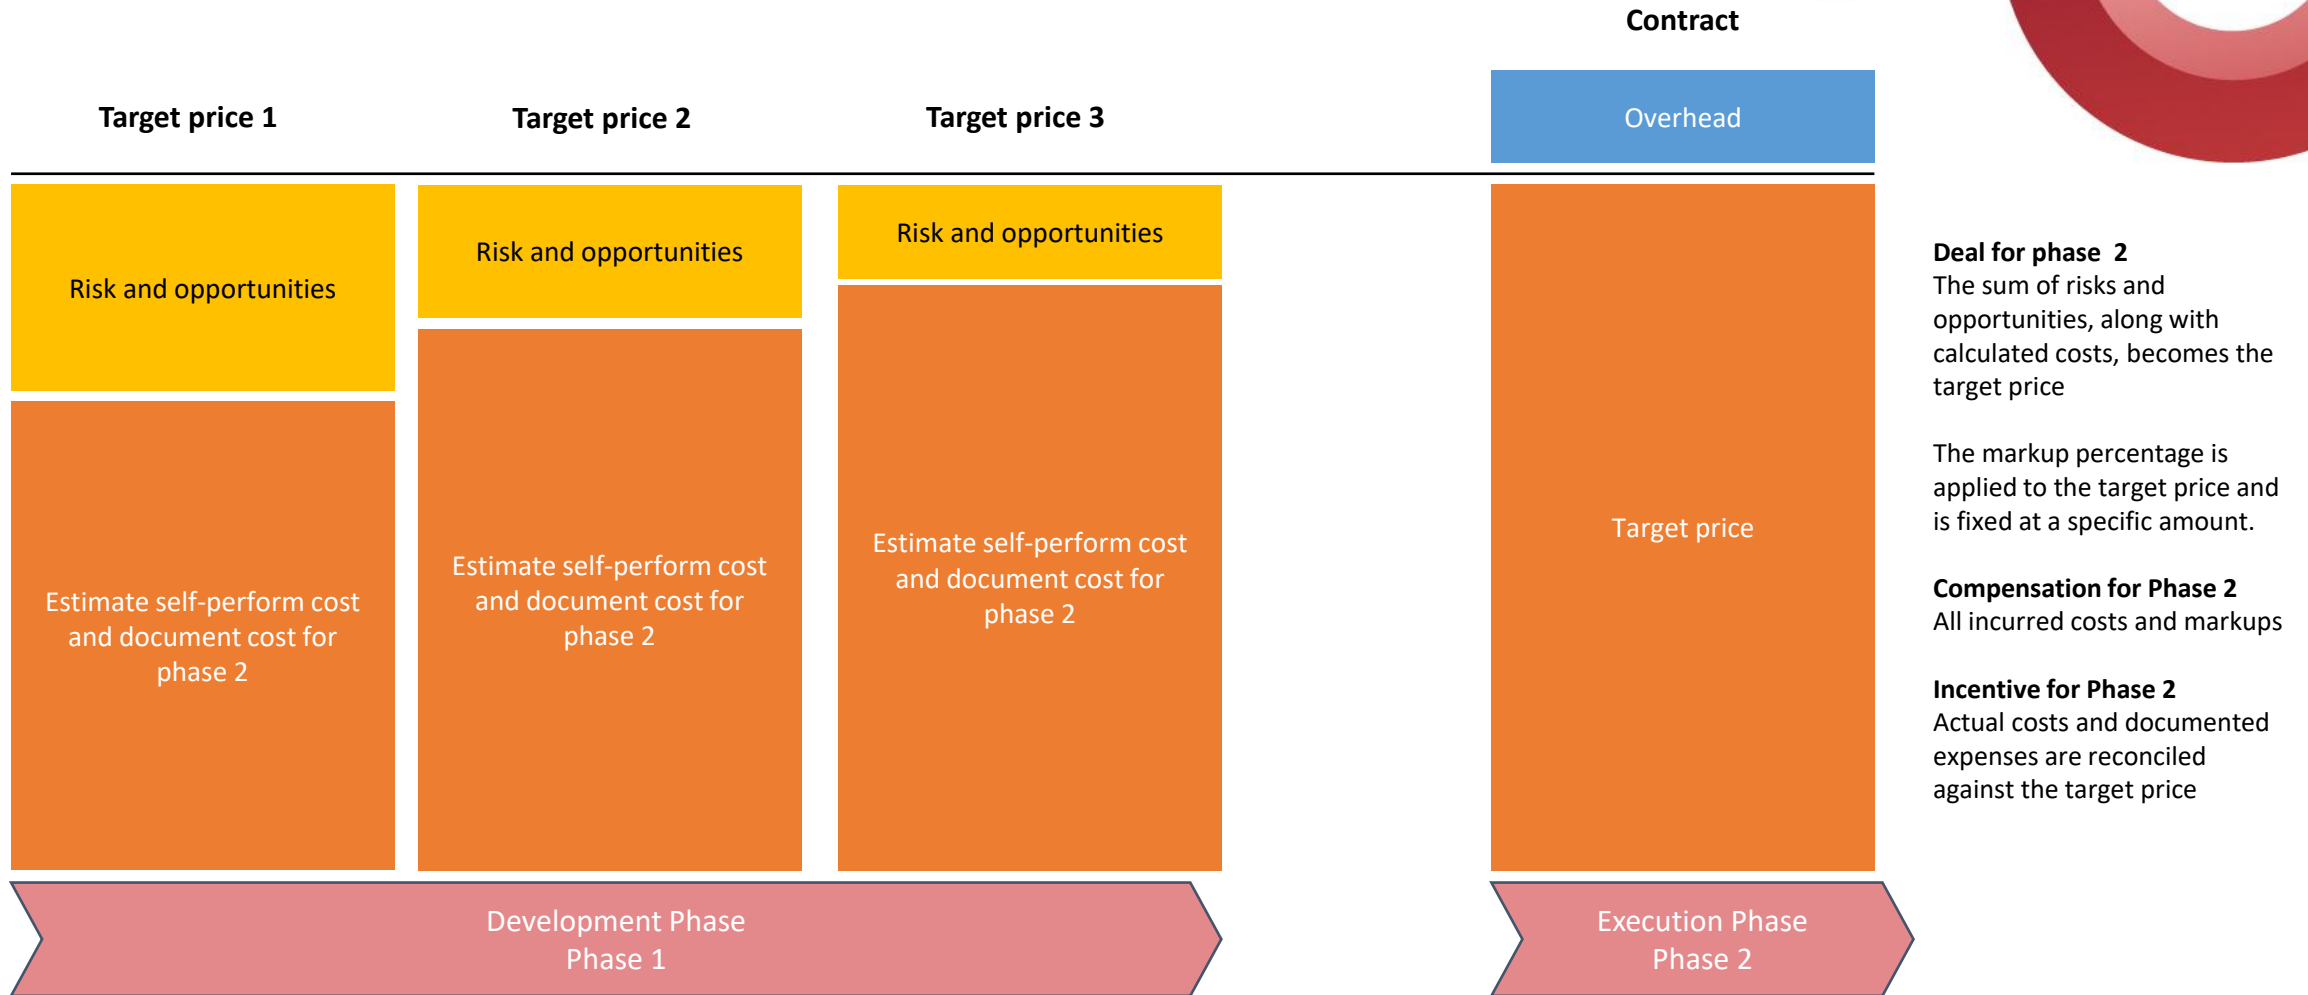 Contract
Target price 1
Target price 2
Target price 3
Overhead
Risk and opportunities
Risk and opportunities
Risk and opportunities
Estimate self-perform cost
and document cost for
phase 2
Estimate self-perform cost
and document cost for
phase 2
Estimate self-perform cost
and document cost for
phase 2
Target price
Deal for phase  2
The sum of risks and
opportunities, along with
calculated costs, becomes the
target price
The markup percentage is
applied to the target price and
is fixed at a specific amount.
Compensation for Phase 2
All incurred costs and markups
Incentive for Phase 2
Actual costs and documented
expenses are reconciled
against the target price
Development Phase
Phase 1
Execution Phase
Phase 2